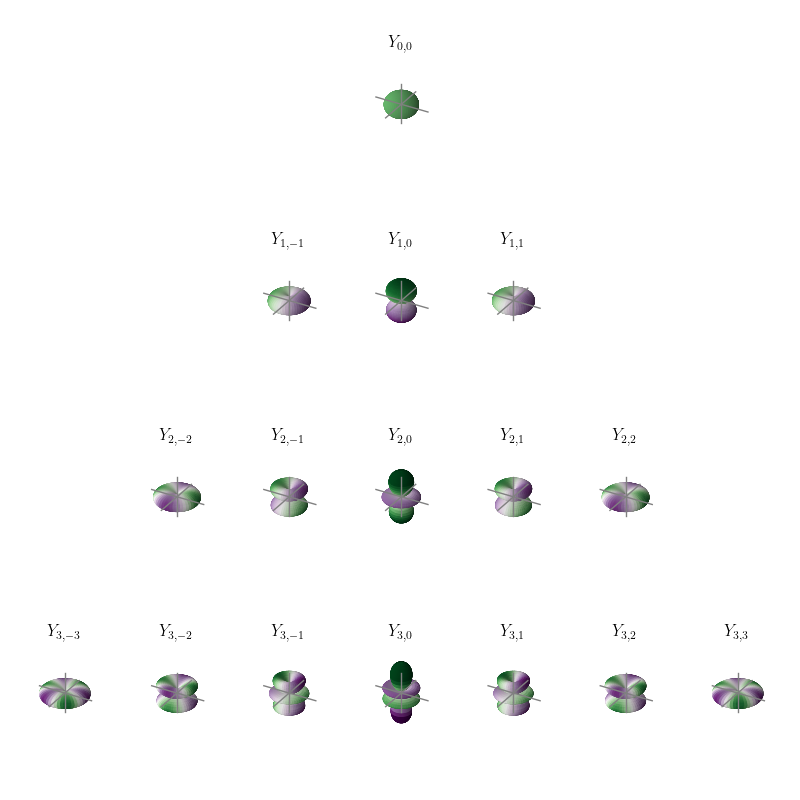 Y_{0,0}
Y_{1,−1} Y_{1,0} Y_{1,1}
Y_{2,−2} Y_{2,−1} Y_{2,0} Y_{2,1} Y_{2,2}
Y_{3,−3} Y_{3,−2} Y_{3,−1} Y_{3,0} Y_{3,1} Y_{3,2} Y_{3,3}